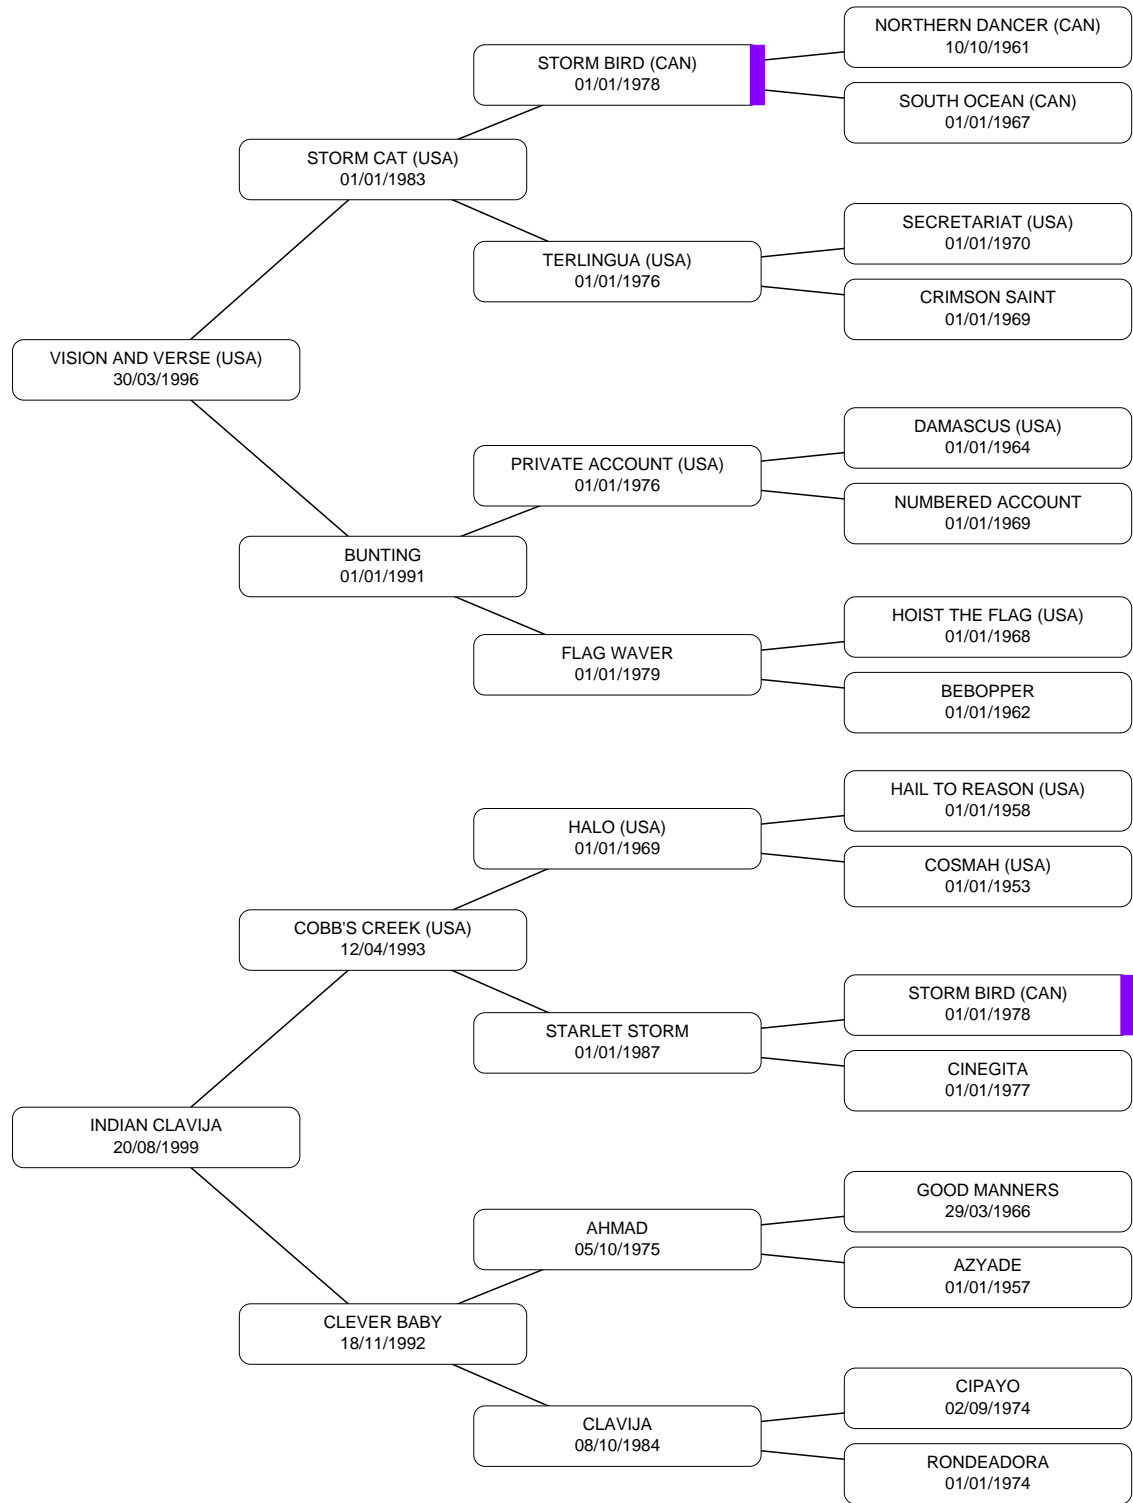 NORTHERN DANCER (CAN)
10/10/1961
STORM BIRD (CAN)
01/01/1978
SOUTH OCEAN (CAN)
01/01/1967
STORM CAT (USA)
01/01/1983
SECRETARIAT (USA)
01/01/1970
TERLINGUA (USA)
01/01/1976
CRIMSON SAINT
01/01/1969
VISION AND VERSE (USA)
30/03/1996
DAMASCUS (USA)
01/01/1964
PRIVATE ACCOUNT (USA)
01/01/1976
NUMBERED ACCOUNT
01/01/1969
BUNTING
01/01/1991
HOIST THE FLAG (USA)
01/01/1968
FLAG WAVER
01/01/1979
BEBOPPER
01/01/1962
HAIL TO REASON (USA)
01/01/1958
HALO (USA)
01/01/1969
COSMAH (USA)
01/01/1953
COBB'S CREEK (USA)
12/04/1993
STORM BIRD (CAN)
01/01/1978
STARLET STORM
01/01/1987
CINEGITA
01/01/1977
INDIAN CLAVIJA
20/08/1999
GOOD MANNERS
29/03/1966
AHMAD
05/10/1975
AZYADE
01/01/1957
CLEVER BABY
18/11/1992
CIPAYO
02/09/1974
CLAVIJA
08/10/1984
RONDEADORA
01/01/1974